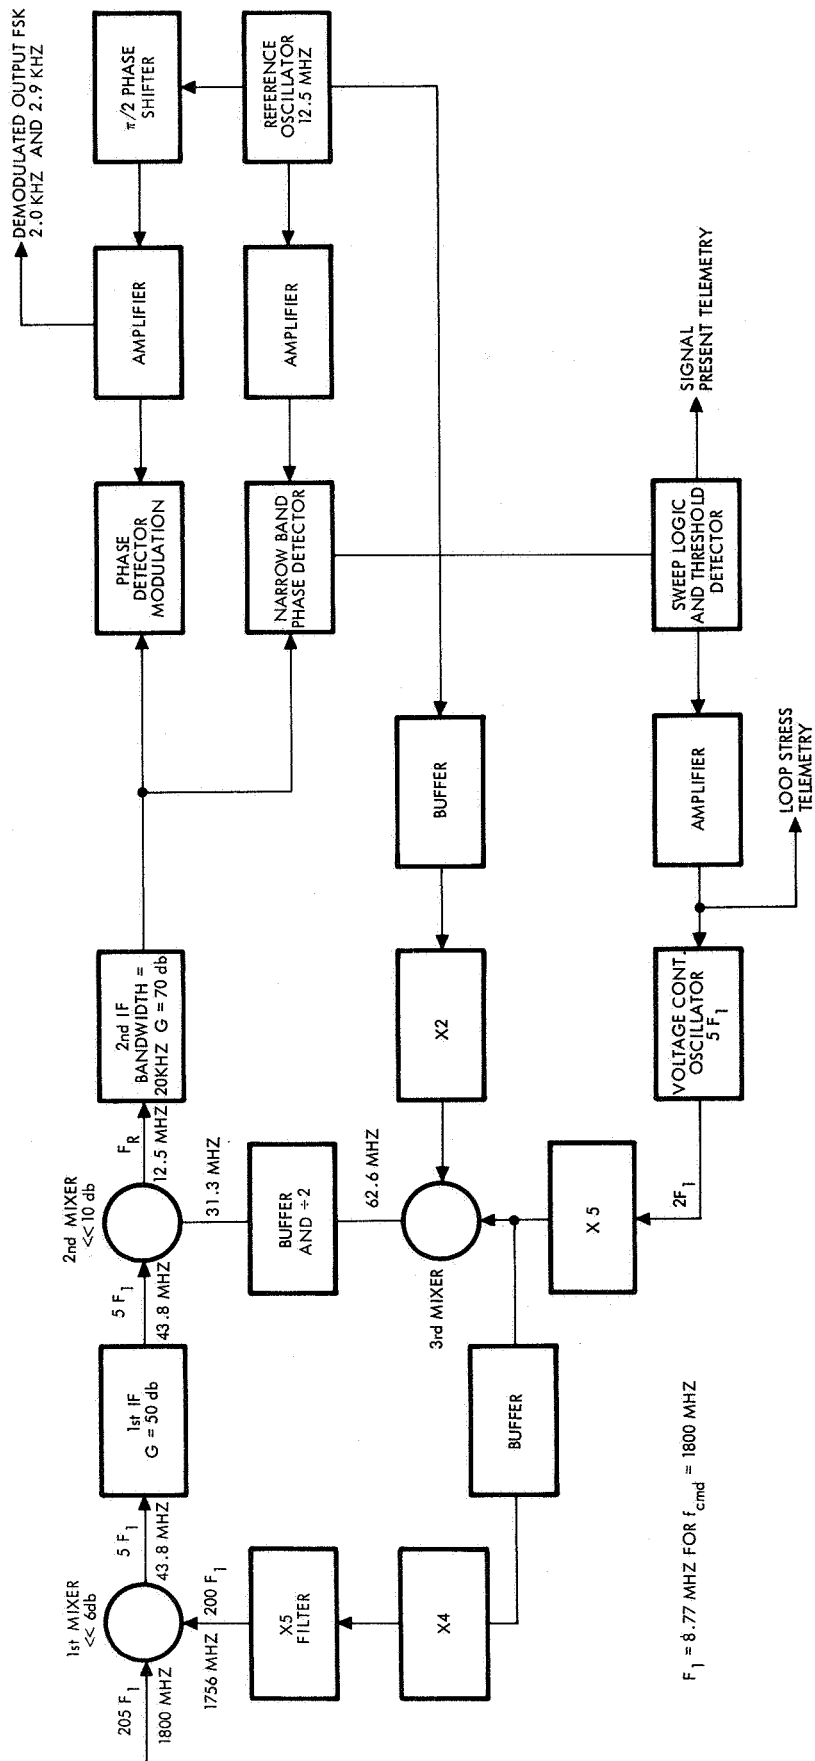 205 F1
1800 MHZ
1st MIXER
<< 6db
5 F1
43.8 MHZ
1st IF
G = 50 db
5 F1
43.8 MHZ
2nd MIXER
<<10 db
FR
12.5 MHZ
2nd IF
BANDWIDTH =
20KHZ G = 70 db
PHASE
DETECTOR
MODULATION
AMPLIFIER
π/2 PHASE
SHIFTER
DEMODULATED OUTPUT FSK
2.0 KHZ AND 2.9 KHZ
1756 MHZ 200 F1
X5
FILTER
31.3 MHZ
BUFFER
AND ÷2
62.6 MHZ
NARROW BAND
PHASE DETECTOR
AMPLIFIER
REFERENCE
OSCILLATOR
12.5 MHZ
X4
3rd MIXER
X2
BUFFER
BUFFER
X 5
2F1
VOLTAGE CONT.
OSCILLATOR
5 F1
AMPLIFIER
SWEEP LOGIC
AND THRESHOLD
DETECTOR
SIGNAL
PRESENT TELEMETRY
LOOP STRESS
TELEMETRY
F1 = 8.77 MHZ FOR fcmd = 1800 MHZ